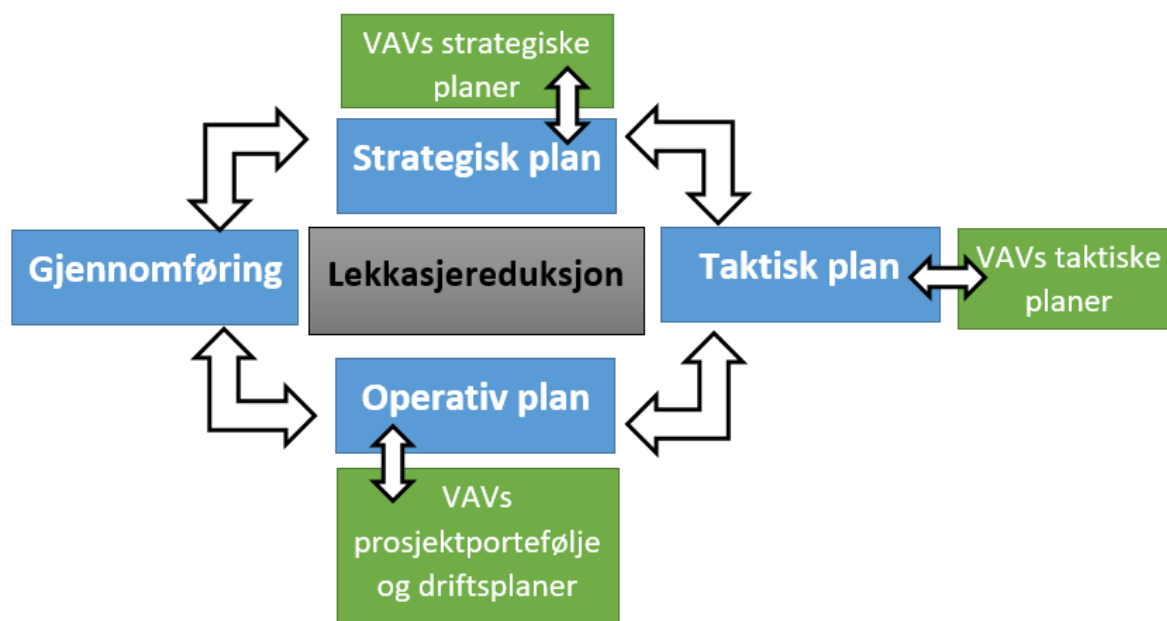 VAVs strategiske
planer
Strategisk plan
Gjennomføring
Lekkasjereduksjon
Taktisk plan
VAVs taktiske
planer
Operativ plan
VAVs
prosjektportefølje
og driftsplaner